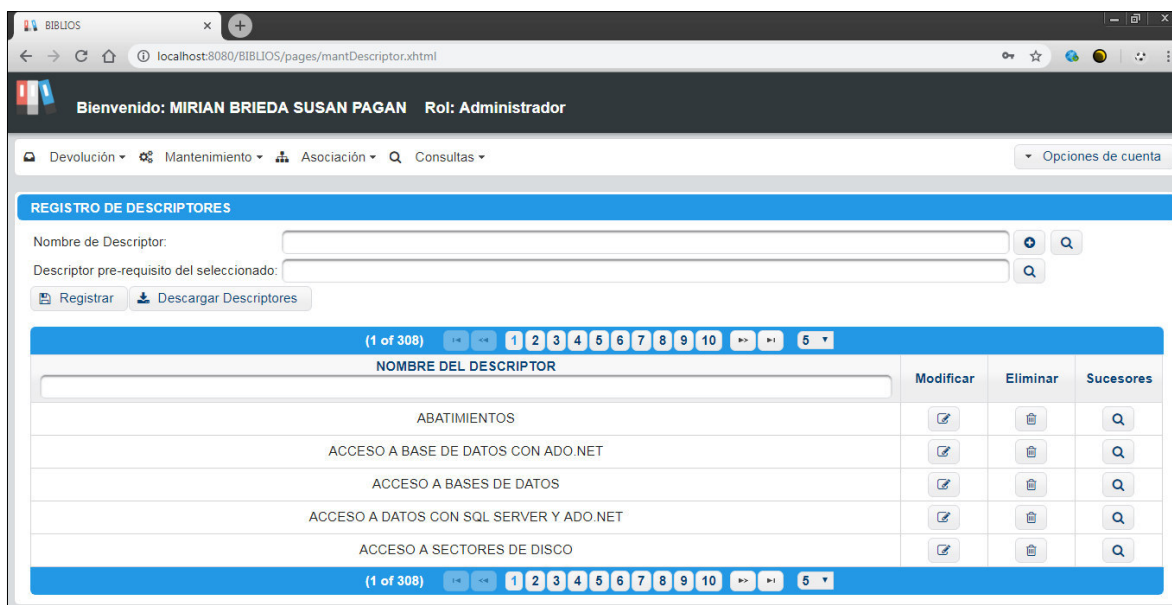 BIBLIOS
localhost:8080/BIBLIOS/pages/mantDescriptor.xhtml
Bienvenido: MIRIAN BRIEDA SUSAN PAGAN Rol: Administrador
Devolución Mantenimiento Asociación Consultas Opciones de cuenta
REGISTRO DE DESCRIPTORES
Nombre de Descriptor:
Descriptor pre-requisito del seleccionado:
Registrar Descargar Descriptores
(1 of 308) 1 2 3 4 5 6 7 8 9 10 5
NOMBRE DEL DESCRIPTOR Modificar Eliminar Sucesores
ABATIMIENTOS
ACCESO A BASE DE DATOS CON ADO.NET
ACCESO A BASES DE DATOS
ACCESO A DATOS CON SQL SERVER Y ADO.NET
ACCESO A SECTORES DE DISCO
(1 of 308) 1 2 3 4 5 6 7 8 9 10 5